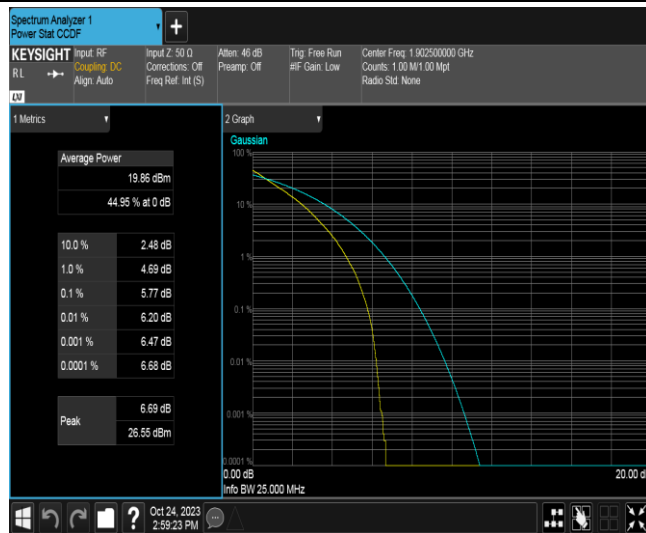 Spectrum Analyzer 1
Power Stat CCDF
+
KEYSIGHT
RL
Input: RF
Coupling: DC
Align: Auto
Input Z: 50 Ω
Corrections: Off
Freq Ref: Int (S)
Atten: 46 dB
Preamp: Off
Trig: Free Run
#IF Gain: Low
Center Freq: 1.902500000 GHz
Counts: 1.00 M/1.00 Mpt
Radio Std: None
1 Metrics
Average Power
19.86 dBm
44.95 % at 0 dB
10.0 % 2.48 dB
1.0 % 4.69 dB
0.1 % 5.77 dB
0.01 % 6.20 dB
0.001 % 6.47 dB
0.0001 % 6.68 dB
Peak
6.69 dB
26.55 dBm
2 Graph
Gaussian
100 %
10 %
1 %
0.1 %
0.01 %
0.001 %
0.0001 %
0.00 dB
20.00 d
Info BW 25.000 MHz
?
Oct 24, 2023
2:59:23 PM